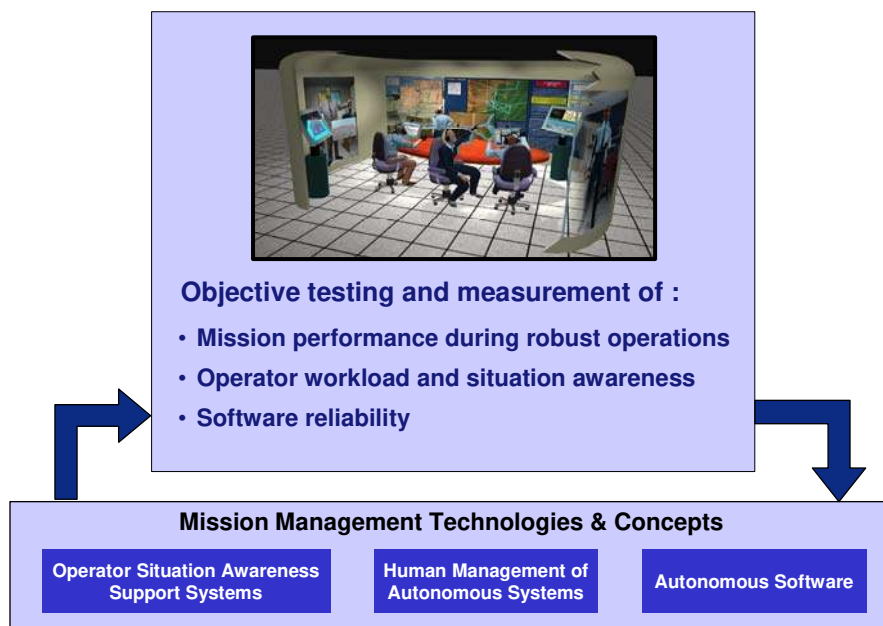 Objective testing and measurement of :
• Mission performance during robust operations
• Operator workload and situation awareness
• Software reliability
Mission Management Technologies & Concepts
Operator Situation Awareness
Support Systems
Human Management of
Autonomous Systems
Autonomous Software